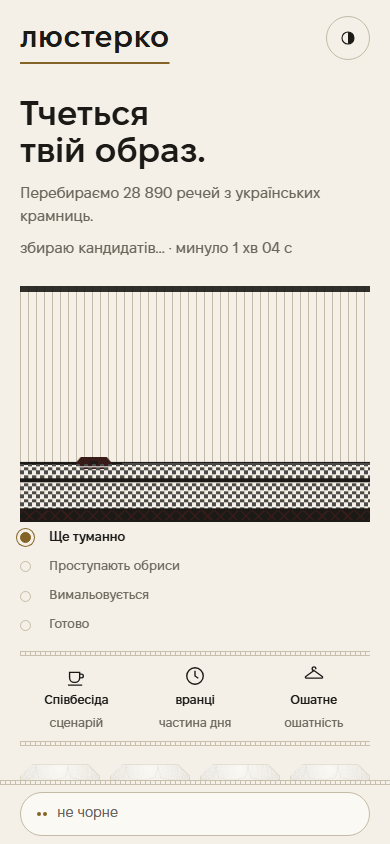 люстерко
Тчеться
твій образ.
Перебираємо 28 890 речей з українських
крамниць.
збираю кандидатів... · минуло 1 хв 04 с
Ще туманно
Проступають обриси
Вимальовується
Готово
Співбесіда вранці Ошатне
сценарій частина дня ошатність
не чорне